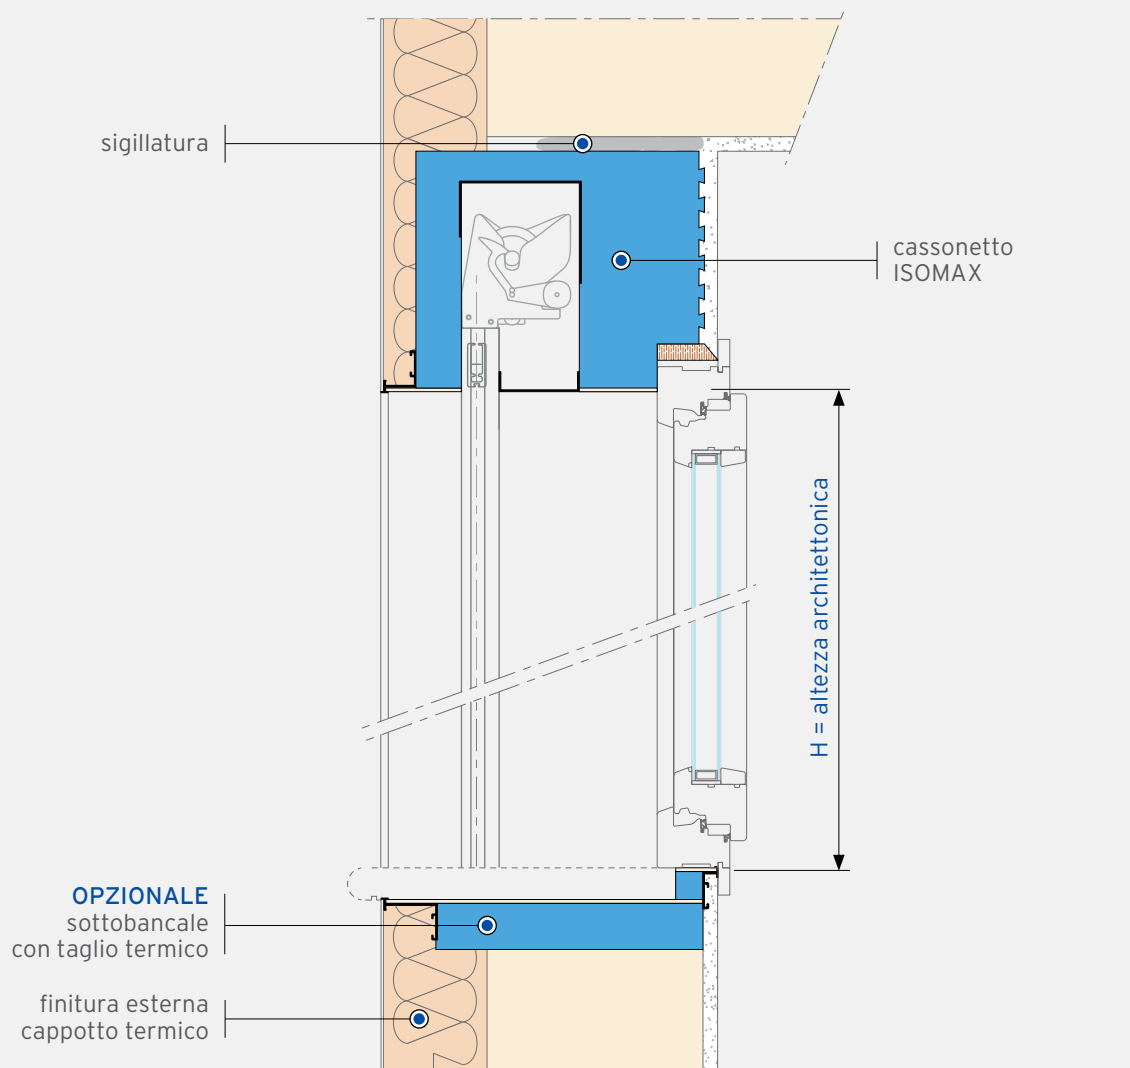 sigillatura
cassonetto
ISOMAX
H = altezza architettonica
OPZIONALE
sottobancale
con taglio termico
finitura esterna
cappotto termico